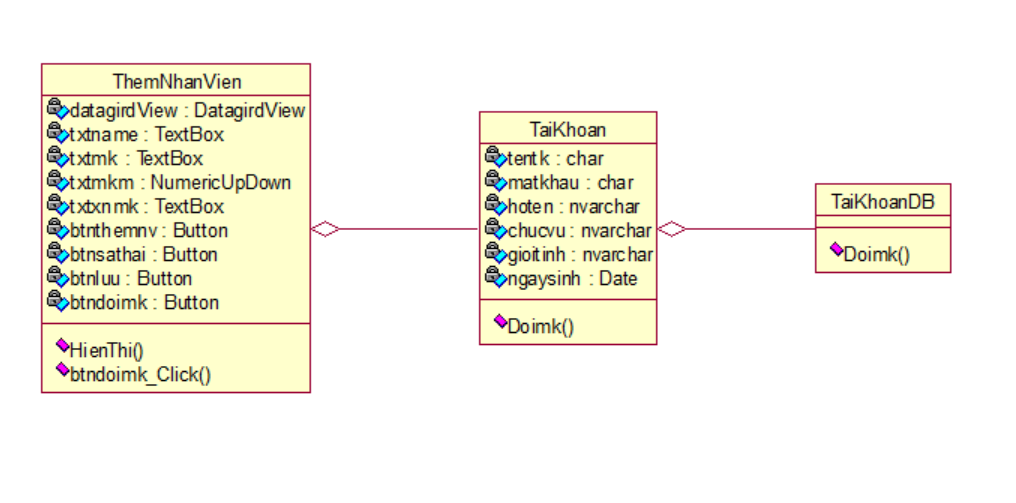 ThemNhanVien
datagirdView : DatagirdView
txtname : TextBox
txtmk : TextBox
txtmkm : NumericUpDown
txtxnmk : TextBox
btnthemnv : Button
btnsathai : Button
btnluu : Button
btndoimk : Button
HienThi()
btndoimk_Click()
TaiKhoan
tentk : char
matkhau : char
hoten : nvarchar
chucvu : nvarchar
gioitinh : nvarchar
ngaysinh : Date
Doimk()
TaiKhoanDB
Doimk()